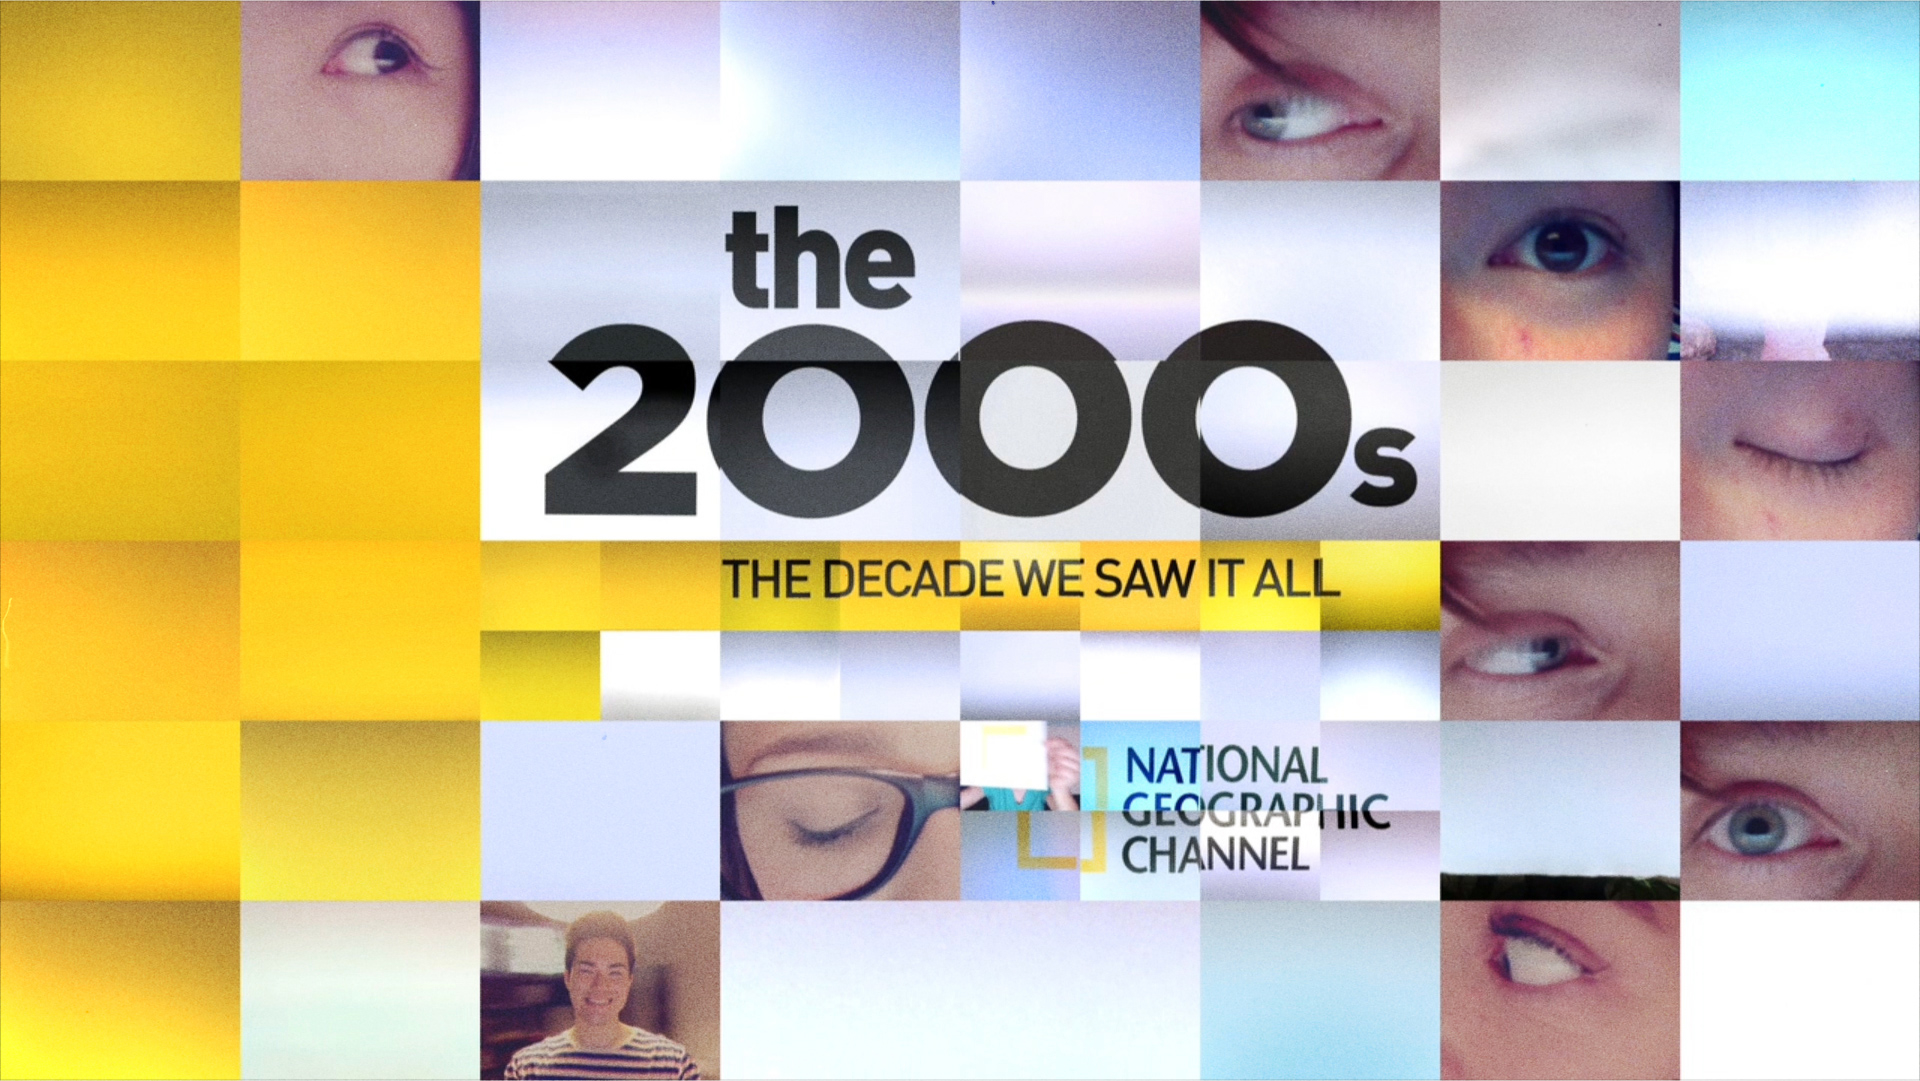 the
2000s
THE DECADE WE SAW IT ALL
NATIONAL
GEOGRAPHIC
CHANNEL